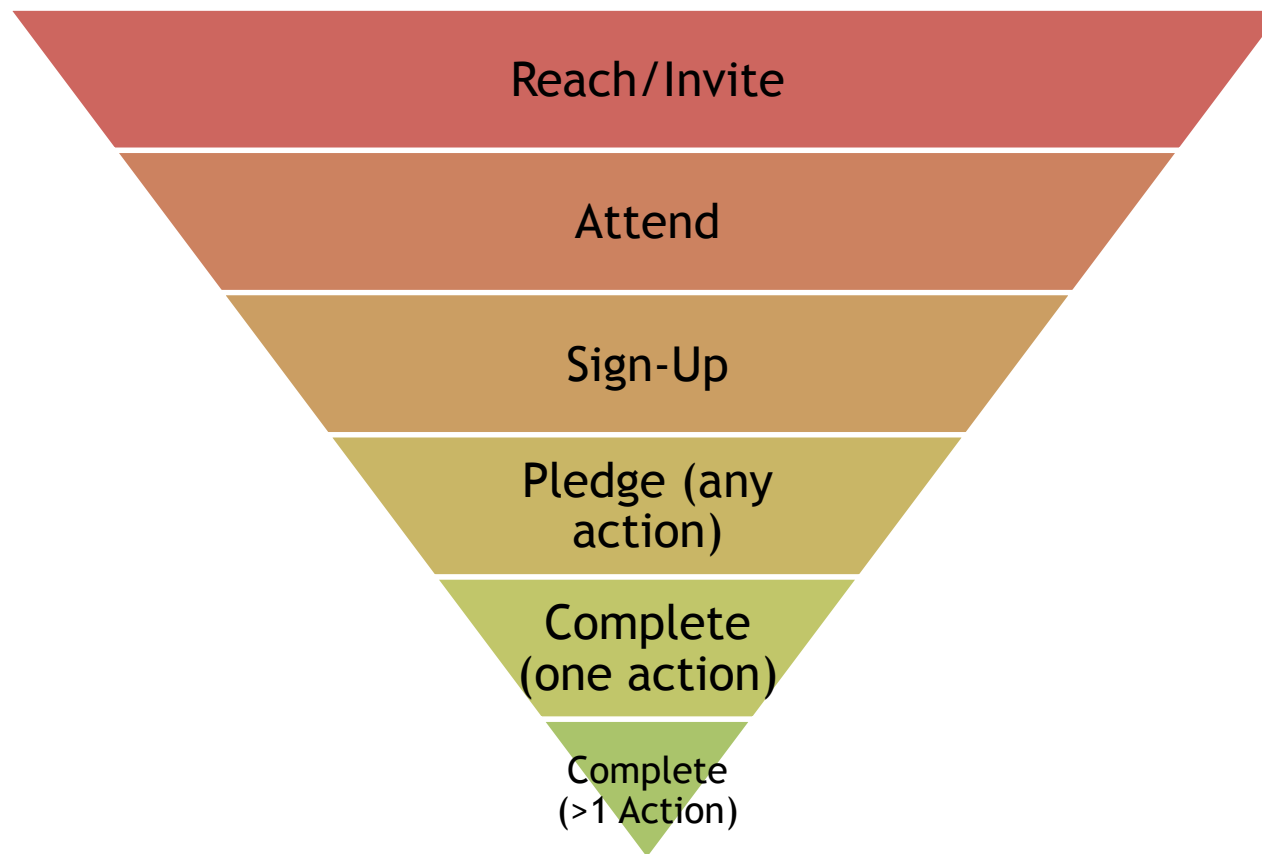 Reach/Invite
Attend
Sign-Up
Pledge (any
action)
Complete
(one action)
Complete
(>1 Action)